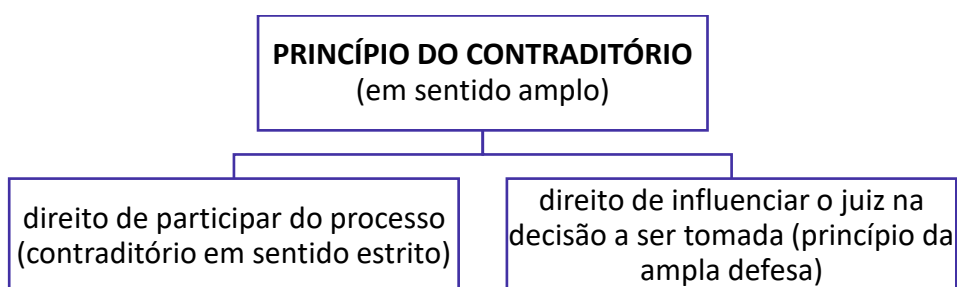 PRINCÍPIO DO CONTRADITÓRIO
(em sentido amplo)
direito de participar do processo
(contraditório em sentido estrito)
direito de influenciar o juiz na
decisão a ser tomada (princípio da
ampla defesa)